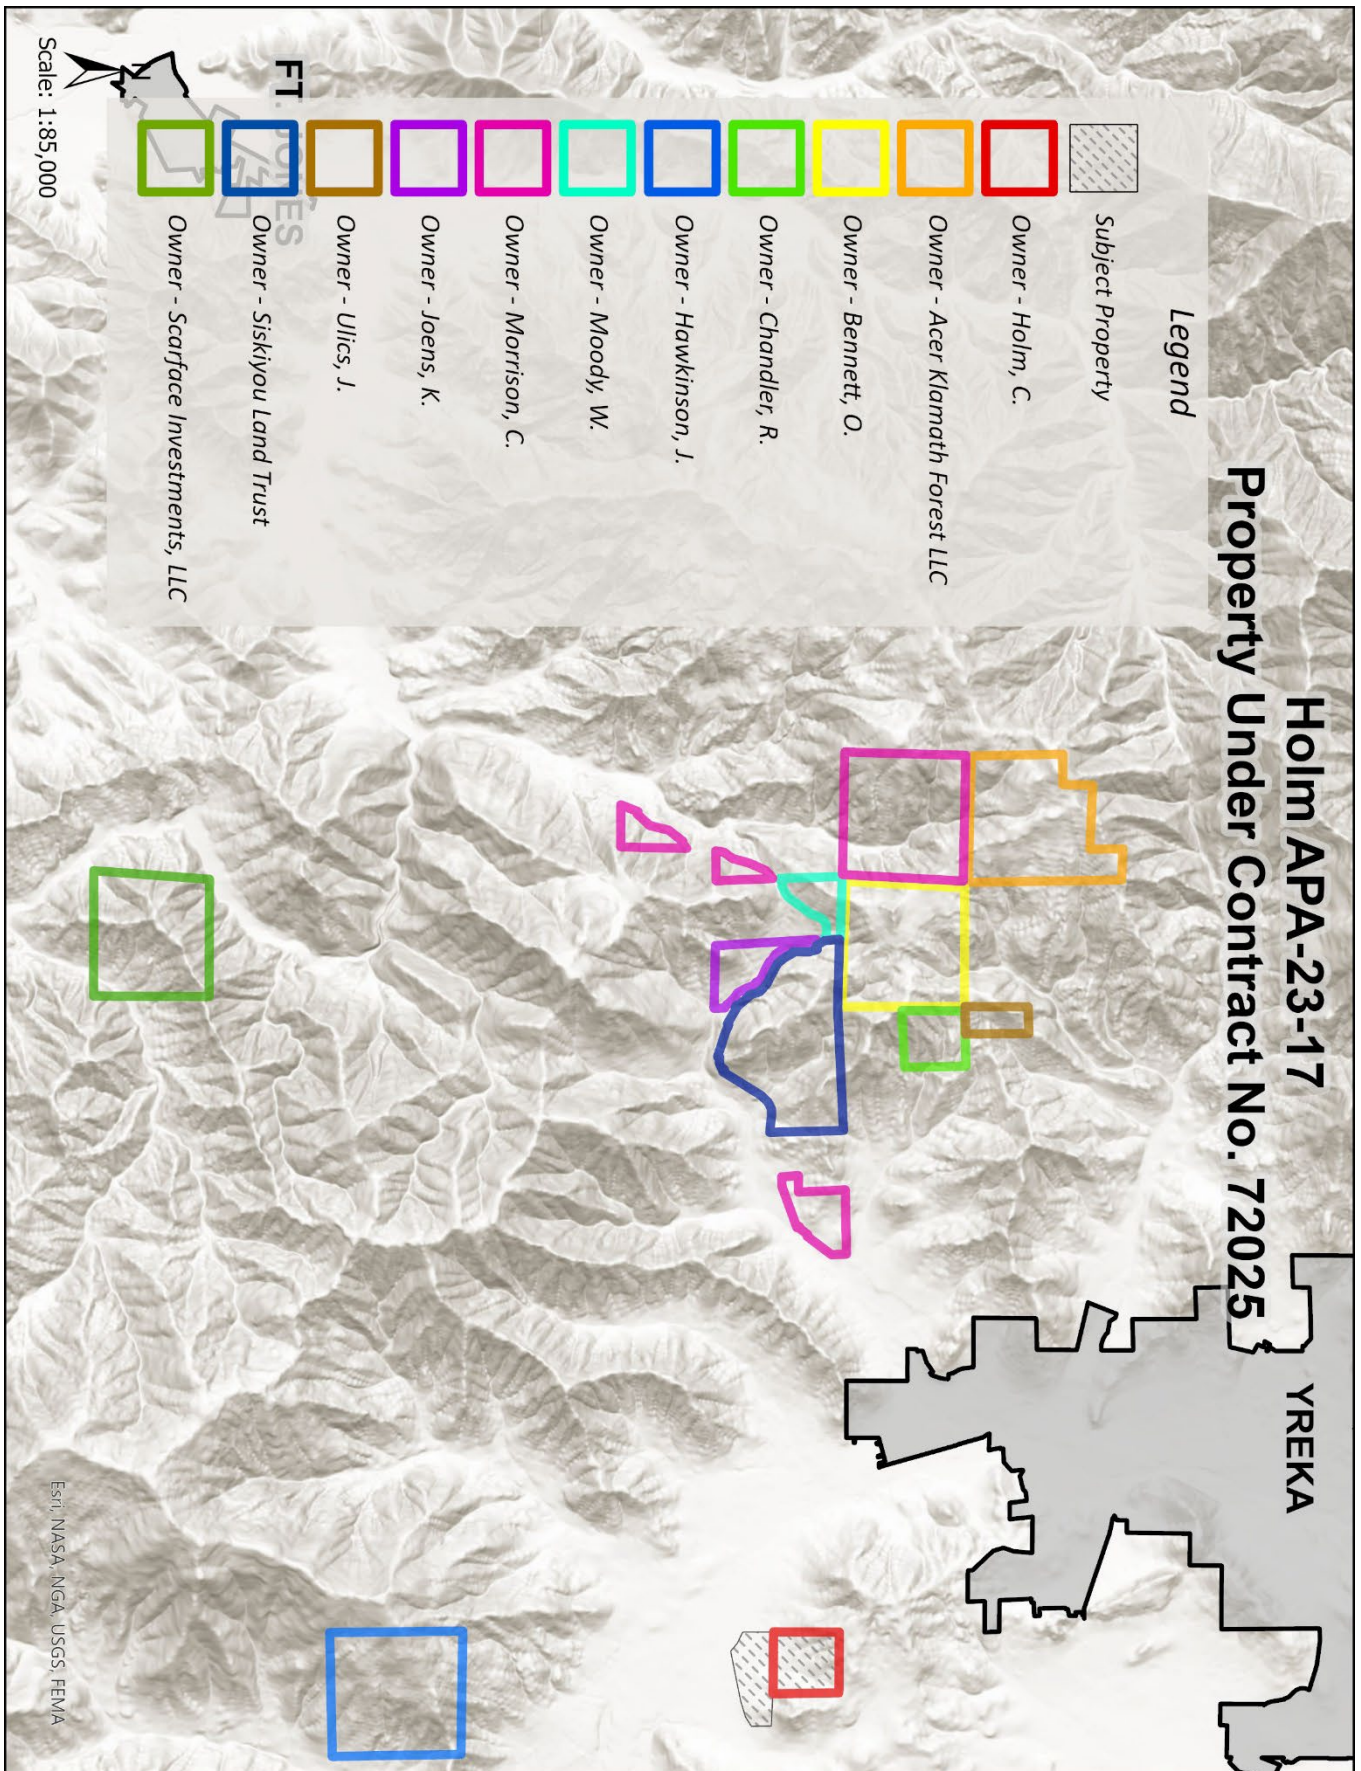 Holm APA-23-17
Property Under Contract No. 72025
YREKA
Legend
Subject Property
Owner - Holm, C.
Owner - Acer Klamath Forest LLC
Owner - Bennett, O.
Owner - Chandler, R.
Owner - Hawkinson, J.
Owner - Moody, W.
Owner - Morrison, C.
Owner - Joens, K.
Owner - Ulics, J.
Owner - Siskiyou Land Trust
Owner - Scarface Investments, LLC
FT. JONES
N
Scale: 1:85,000
Esri, NASA, NGA, USGS, FEMA